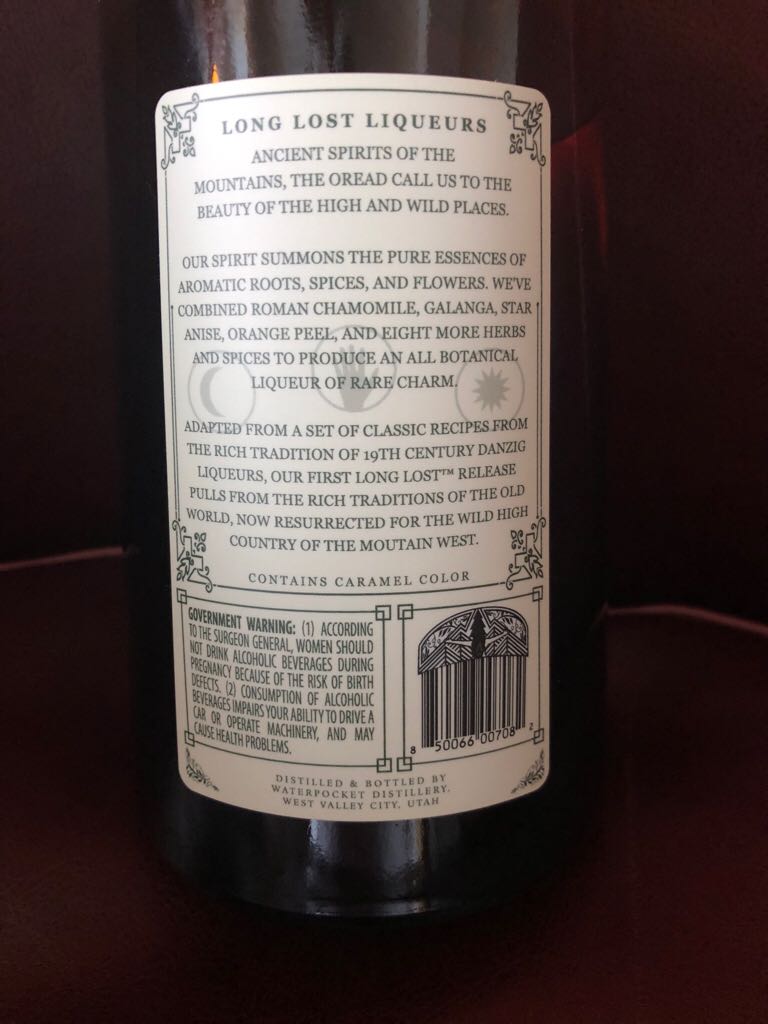 LONG LOST LIQUEURS
ANCIENT SPIRITS OF THE
MOUNTAINS, THE OREAD CALL US TO THE
BEAUTY OF THE HIGH AND WILD PLACES.
OUR SPIRIT SUMMONS THE PURE ESSENCES OF
AROMATIC ROOTS, SPICES, AND FLOWERS. WE'VE
COMBINED ROMAN CHAMOMILE, GALANGA, STAR
ANISE, ORANGE PEEL, AND EIGHT MORE HERBS
AND SPICES TO PRODUCE AN ALL BOTANICAL
LIQUEUR OF RARE CHARM.
ADAPTED FROM A SET OF CLASSIC RECIPES FROM
THE RICH TRADITION OF 19TH CENTURY DANZIG
LIQUEURS, OUR FIRST LONG LOST™ RELEASE
PULLS FROM THE RICH TRADITIONS OF THE OLD
WORLD, NOW RESURRECTED FOR THE WILD HIGH
COUNTRY OF THE MOUTAIN WEST.
CONTAINS CARAMEL COLOR
GOVERNMENT WARNING: (1) ACCORDING
TO THE SURGEON GENERAL, WOMEN SHOULD
NOT DRINK ALCOHOLIC BEVERAGES DURING
PREGNANCY BECAUSE OF THE RISK OF BIRTH
DEFECTS. (2) CONSUMPTION OF ALCOHOLIC
BEVERAGES IMPAIRS YOUR ABILITY TO DRIVE A
CAR OR OPERATE MACHINERY, AND MAY
CAUSE HEALTH PROBLEMS.
8 50066 00708 2
DISTILLED & BOTTLED BY
WATERPOCKET DISTILLERY,
WEST VALLEY CITY, UTAH